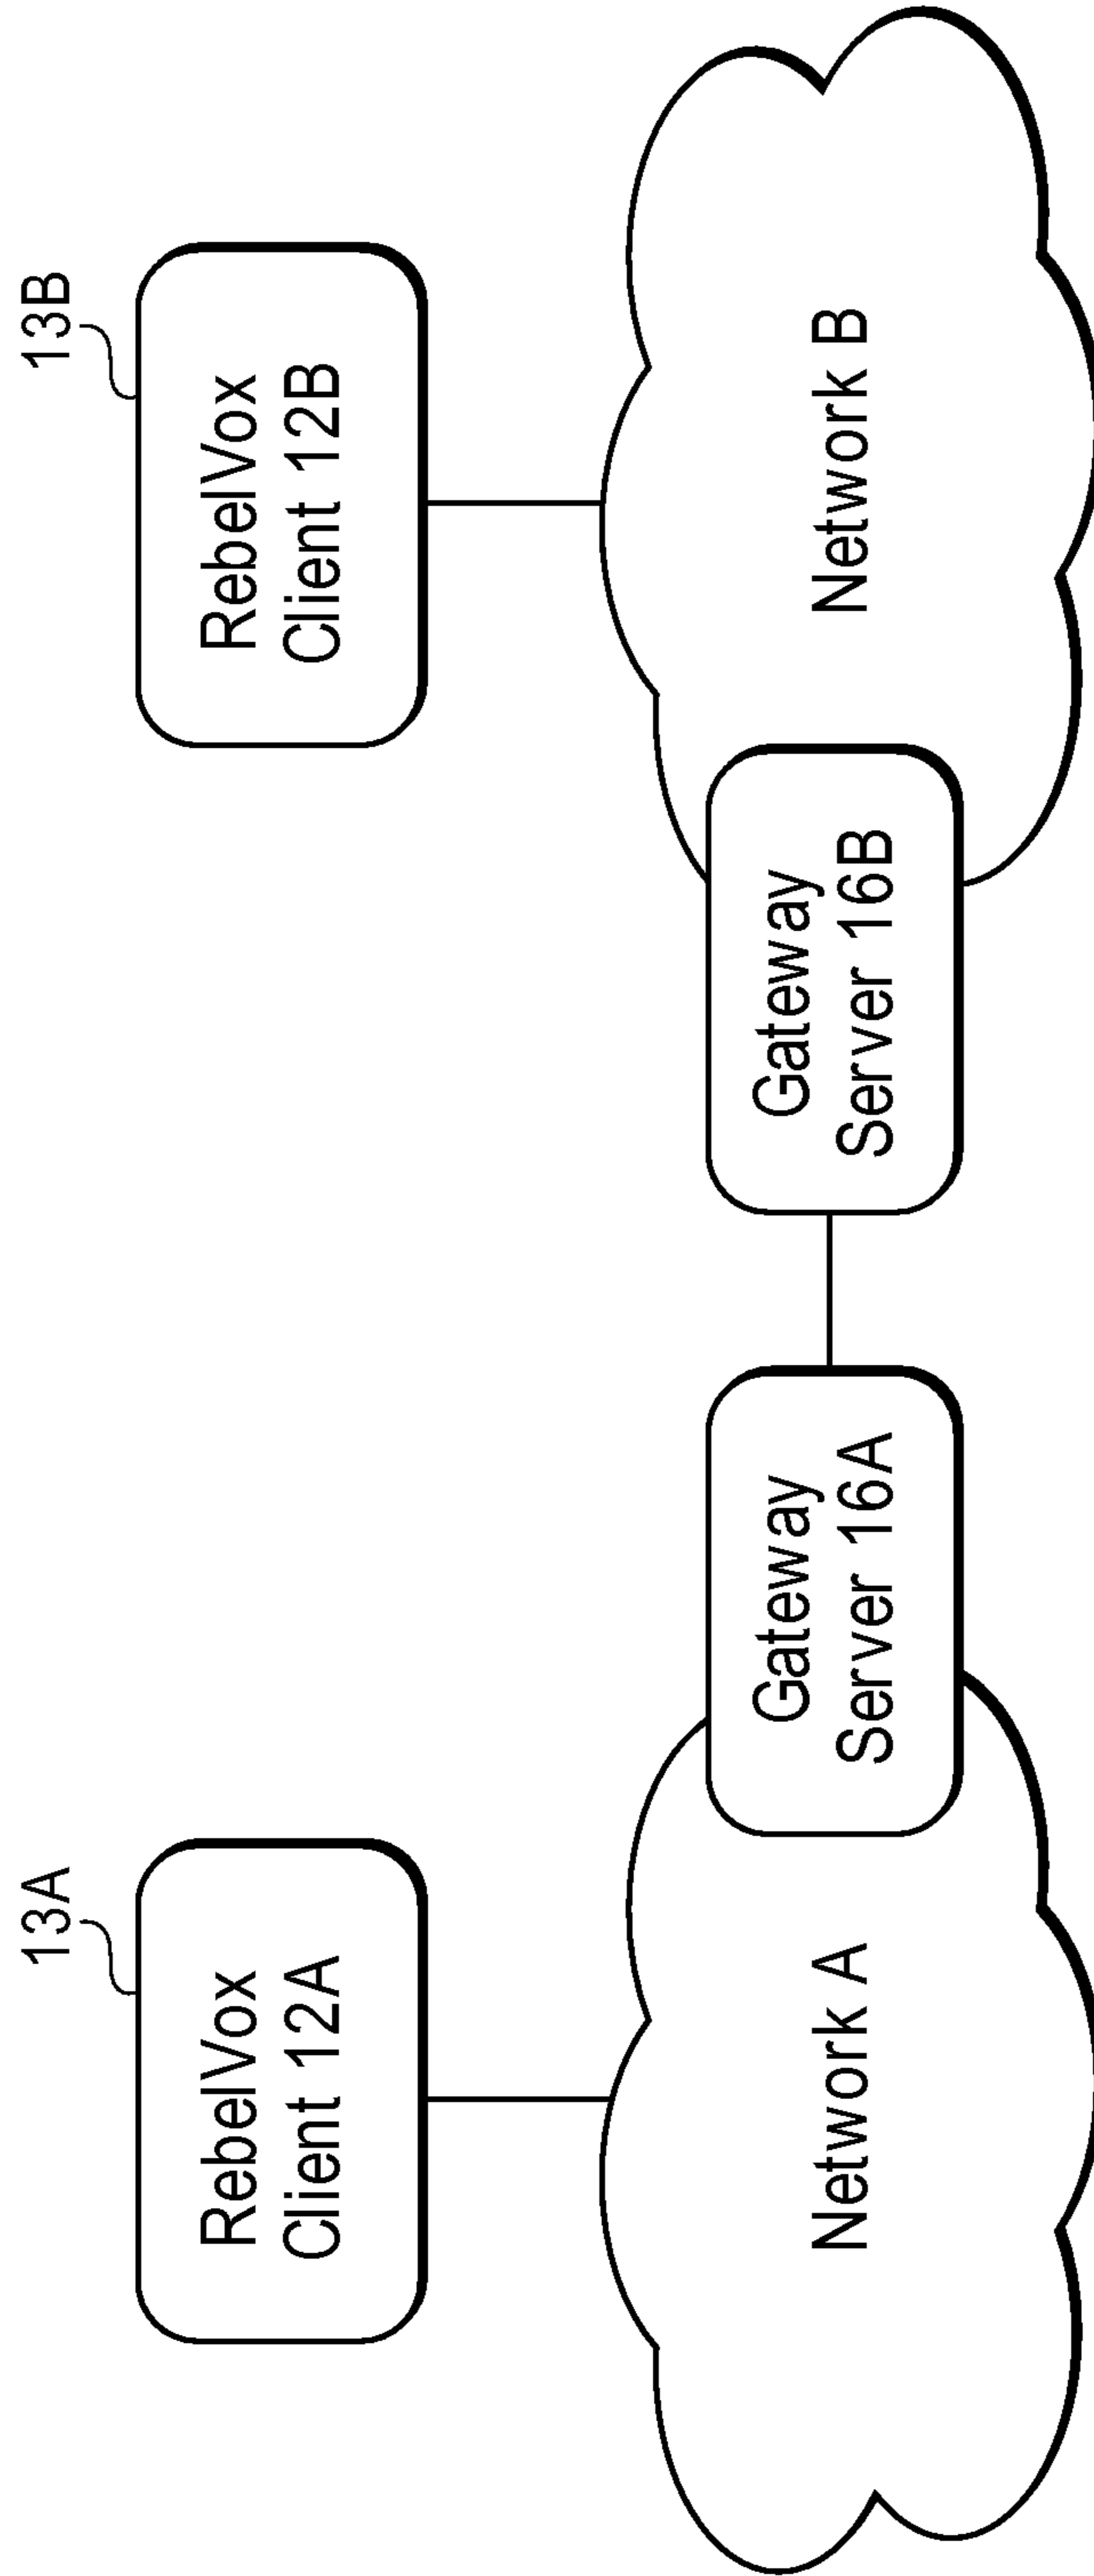 13A
RebelVox
Client 12A
13B
RebelVox
Client 12B
Network A
Gateway
Server 16A
Gateway
Server 16B
Network B